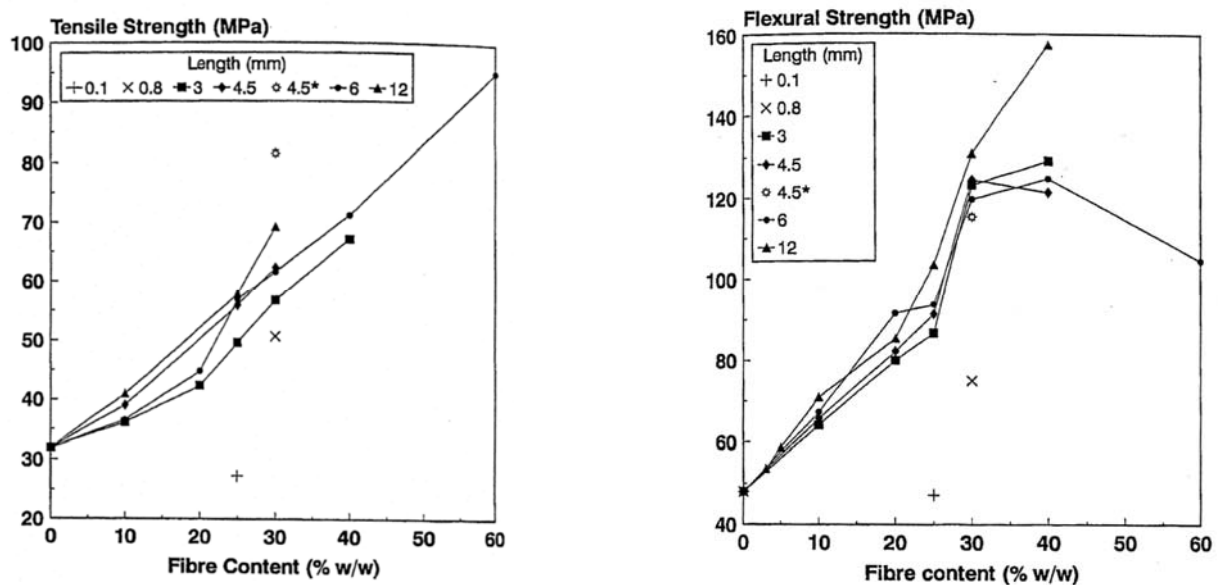 Tensile Strength (MPa)
100
90
80
70
60
50
40
30
20
Length (mm)
0.1 0.8 3 4.5 4.5* 6 12
0 10 20 30 40 50 60
Fibre Content (% w/w)
Flexural Strength (MPa)
160
140
120
100
80
60
40
Length (mm)
0.1
0.8
3
4.5
4.5*
6
12
0 10 20 30 40 50 60
Fibre content (% w/w)